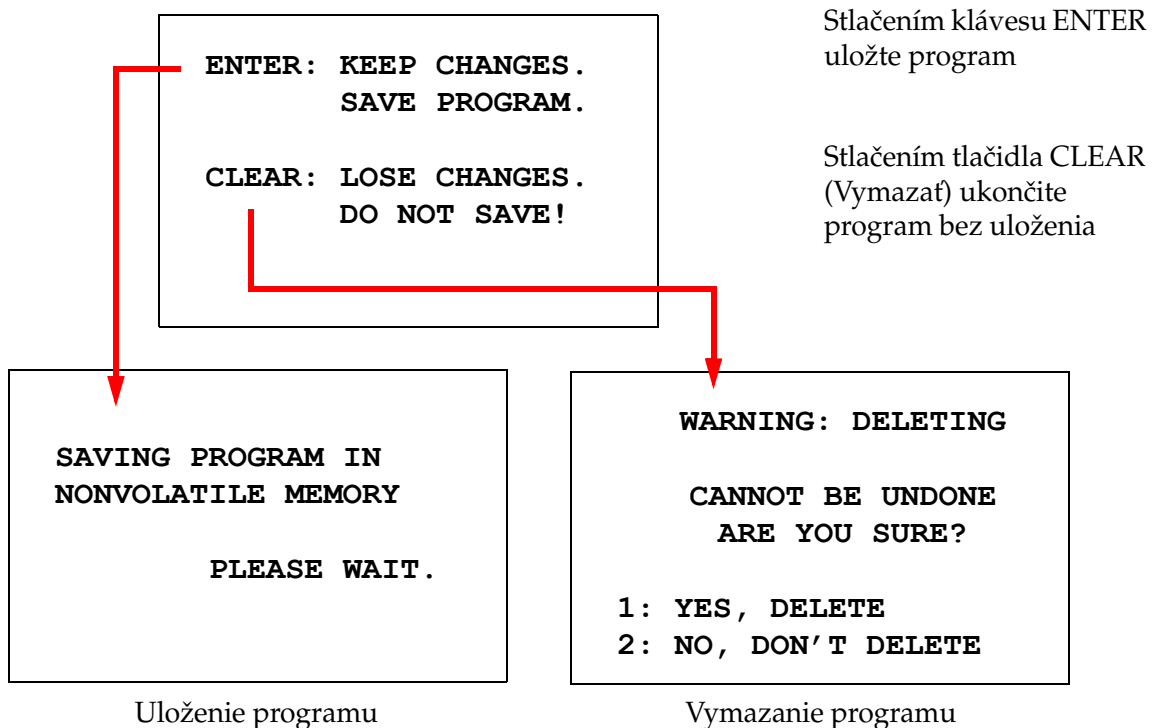 ENTER: KEEP CHANGES.
SAVE PROGRAM.
CLEAR: LOSE CHANGES.
DO NOT SAVE!
Stlačením klávesu ENTER
uložte program
Stlačením tlačidla CLEAR
(Vymazať) ukončite
program bez uloženia
SAVING PROGRAM IN
NONVOLATILE MEMORY
PLEASE WAIT.
Uloženie programu
WARNING: DELETING
CANNOT BE UNDONE
ARE YOU SURE?
1: YES, DELETE
2: NO, DON’T DELETE
Vymazanie programu